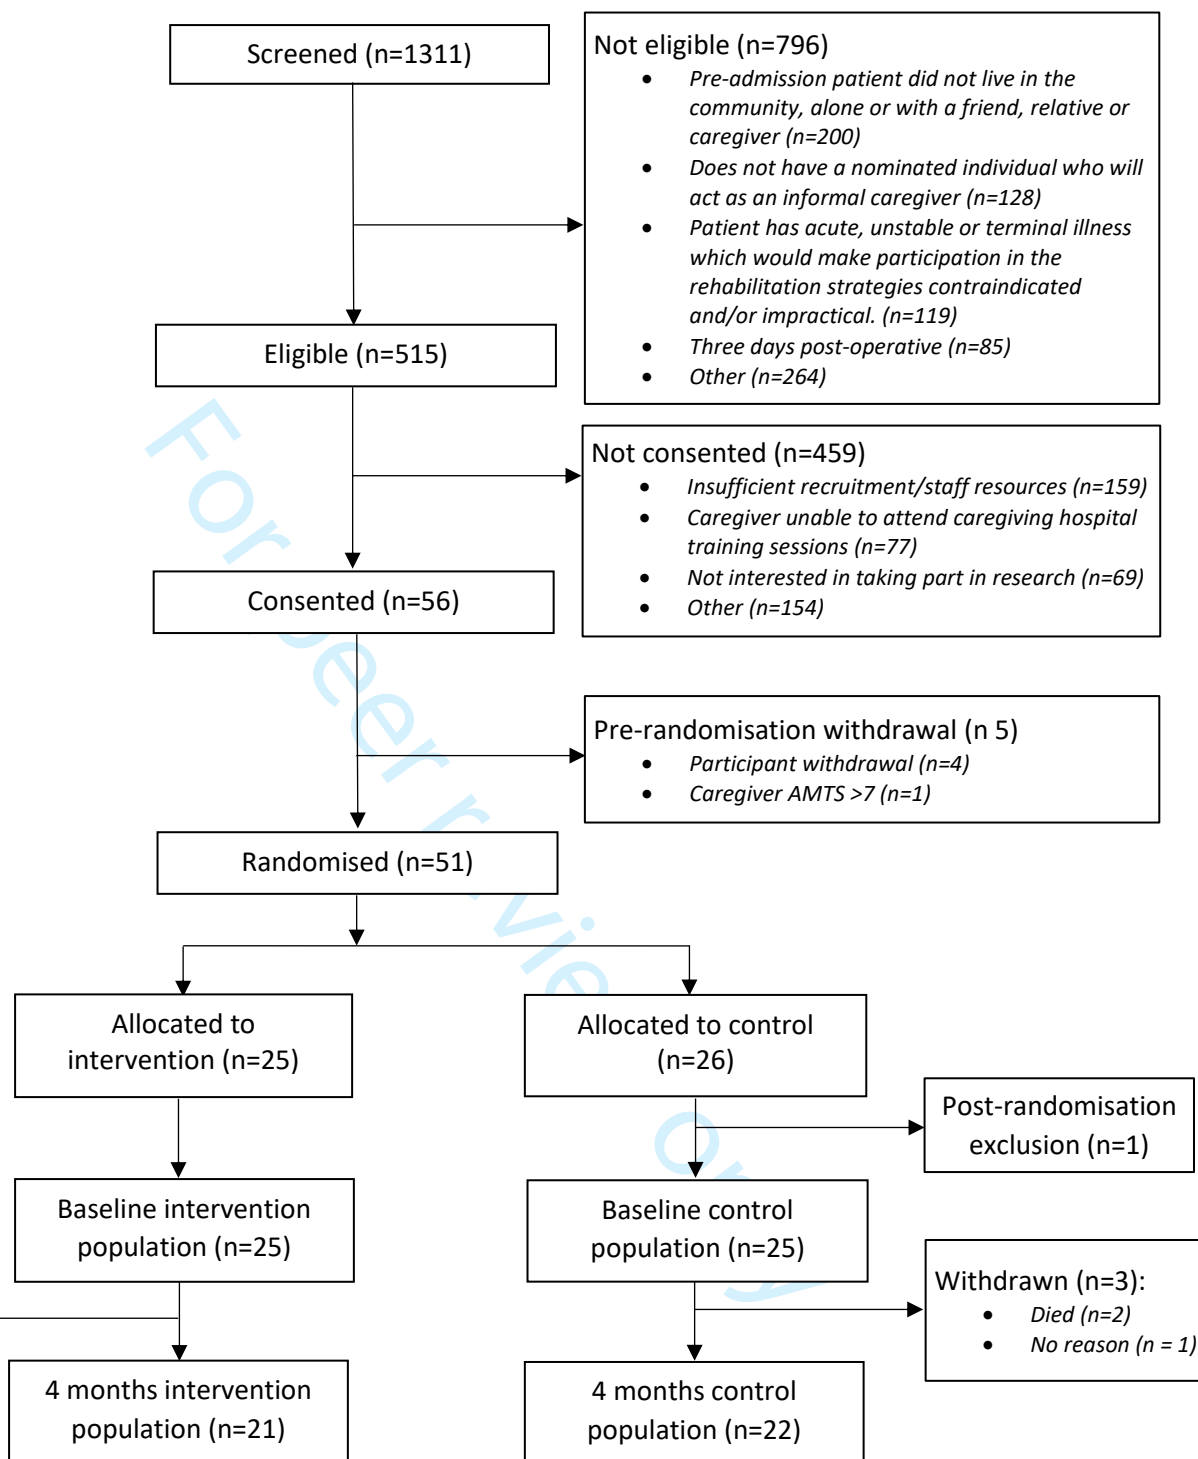 Screened (n=1311)
Not eligible (n=796)
• Pre-admission patient did not live in the
community, alone or with a friend, relative or
caregiver (n=200)
• Does not have a nominated individual who will
act as an informal caregiver (n=128)
• Patient has acute, unstable or terminal illness
which would make participation in the
rehabilitation strategies contraindicated
and/or impractical. (n=119)
• Three days post-operative (n=85)
• Other (n=264)
Eligible (n=515)
Not consented (n=459)
• Insufficient recruitment/staff resources (n=159)
• Caregiver unable to attend caregiving hospital
training sessions (n=77)
• Not interested in taking part in research (n=69)
• Other (n=154)
Consented (n=56)
Pre-randomisation withdrawal (n 5)
• Participant withdrawal (n=4)
• Caregiver AMTS >7 (n=1)
Randomised (n=51)
Allocated to
intervention (n=25)
Allocated to control
(n=26)
Post-randomisation
exclusion (n=1)
Baseline intervention
population (n=25)
Baseline control
population (n=25)
Withdrawn (n=3):
• Died (n=2)
• No reason (n = 1)
4 months intervention
population (n=21)
4 months control
population (n=22)
For peer review only